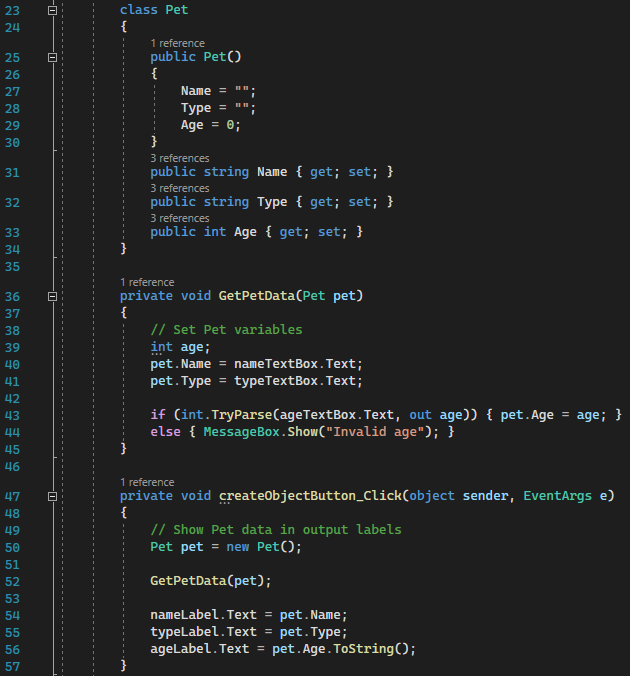 23 class Pet
24 {
1 reference
25 public Pet()
26 {
27 Name = "";
28 Type = "";
29 Age = 0;
30 }
3 references
31 public string Name { get; set; }
3 references
32 public string Type { get; set; }
3 references
33 public int Age { get; set; }
34 }
35
1 reference
36 private void GetPetData(Pet pet)
37 {
38 // Set Pet variables
39 int age;
40 pet.Name = nameTextBox.Text;
41 pet.Type = typeTextBox.Text;
42
43 if (int.TryParse(ageTextBox.Text, out age)) { pet.Age = age; }
44 else { MessageBox.Show("Invalid age"); }
45 }
46
1 reference
47 private void createObjectButton_Click(object sender, EventArgs e)
48 {
49 // Show Pet data in output labels
50 Pet pet = new Pet();
51
52 GetPetData(pet);
53
54 nameLabel.Text = pet.Name;
55 typeLabel.Text = pet.Type;
56 ageLabel.Text = pet.Age.ToString();
57 }